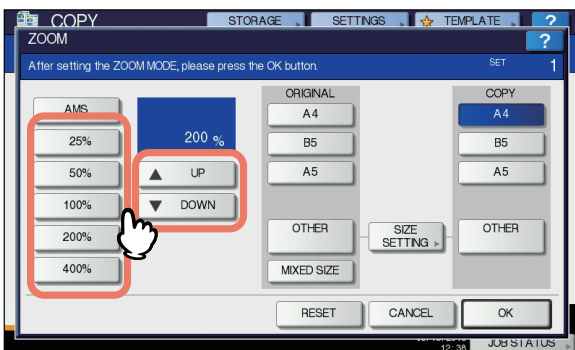 COPY STORAGE SETTINGS TEMPLATE ?
ZOOM ?
After setting the ZOOM MODE, please press the OK button. SET 1
ORIGINAL COPY
AMS A4 A4
25% 200 % B5 B5
50% UP A5 A5
100% DOWN
200% OTHER SIZE SETTING OTHER
400% MIXED SIZE
RESET CANCEL OK
12:38 JOB STATUS